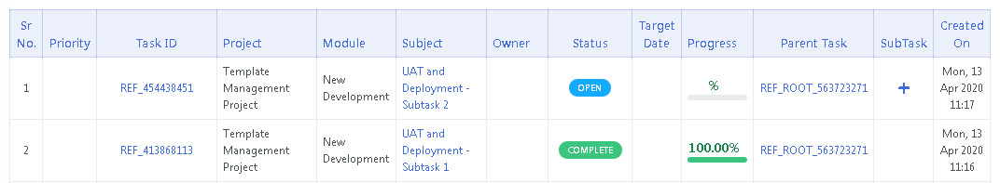 Sr No. Priority Task ID Project Module Subject Owner Status Target Date Progress Parent Task SubTask Created On
1 REF_454438451 Template Management Project New Development UAT and Deployment - Subtask 2 OPEN % REF_ROOT_563723271 + Mon, 13 Apr 2020 11:17
2 REF_413868113 Template Management Project New Development UAT and Deployment - Subtask 1 COMPLETE 100.00% REF_ROOT_563723271 Mon, 13 Apr 2020 11:16